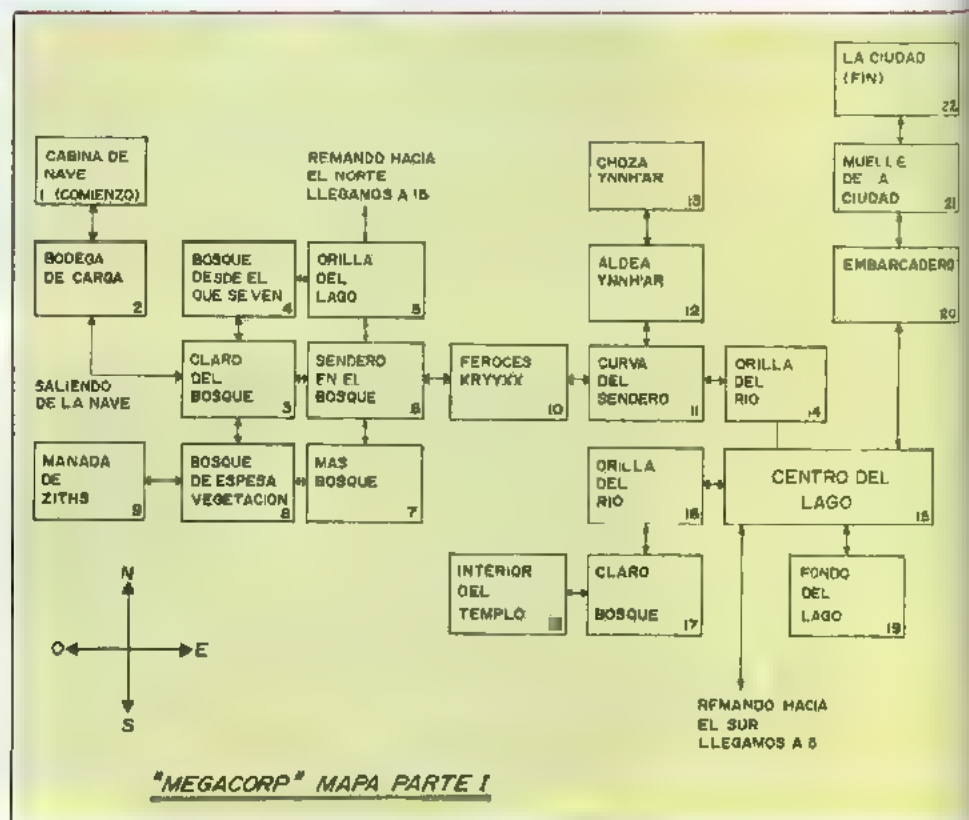 CABINA DE
NAVE
1 (COMIENZO)
BODEGA
DE CARGA
2
SALIENDO
DE LA NAVE
BOSQUE
DESDE EL
QUE SE VEN
4
REMANDO HACIA
EL NORTE
LLEGAMOS A 15
ORILLA
DEL
LAGO
5
CLARO
DEL
BOSQUE
3
SENDERO
EN EL
BOSQUE
6
MANADA
DE
ZITHS
9
BOSQUE
DE ESPESA
VEGETACION
8
MAS
BOSQUE
7
FEROCES
KRYYXX
10
CHOZA
YNNH'AR
13
ALDEA
YNNH'AR
12
CURVA
DEL
SENDERO
11
ORILLA
DEL
RIO
14
LA CIUDAD
(FIN)
22
MUELLE
DE A
CIUDAD
21
EMBARCADERO
20
ORILLA
DEL
RIO
16
CENTRO DEL
LAGO
15
INTERIOR
DEL
TEMPLO
CLARO
BOSQUE
17
FONDO
DEL
LAGO
19
REMANDO HACIA
EL SUR
LLEGAMOS A 5
N
O E
S
"MEGACORP" MAPA PARTE I